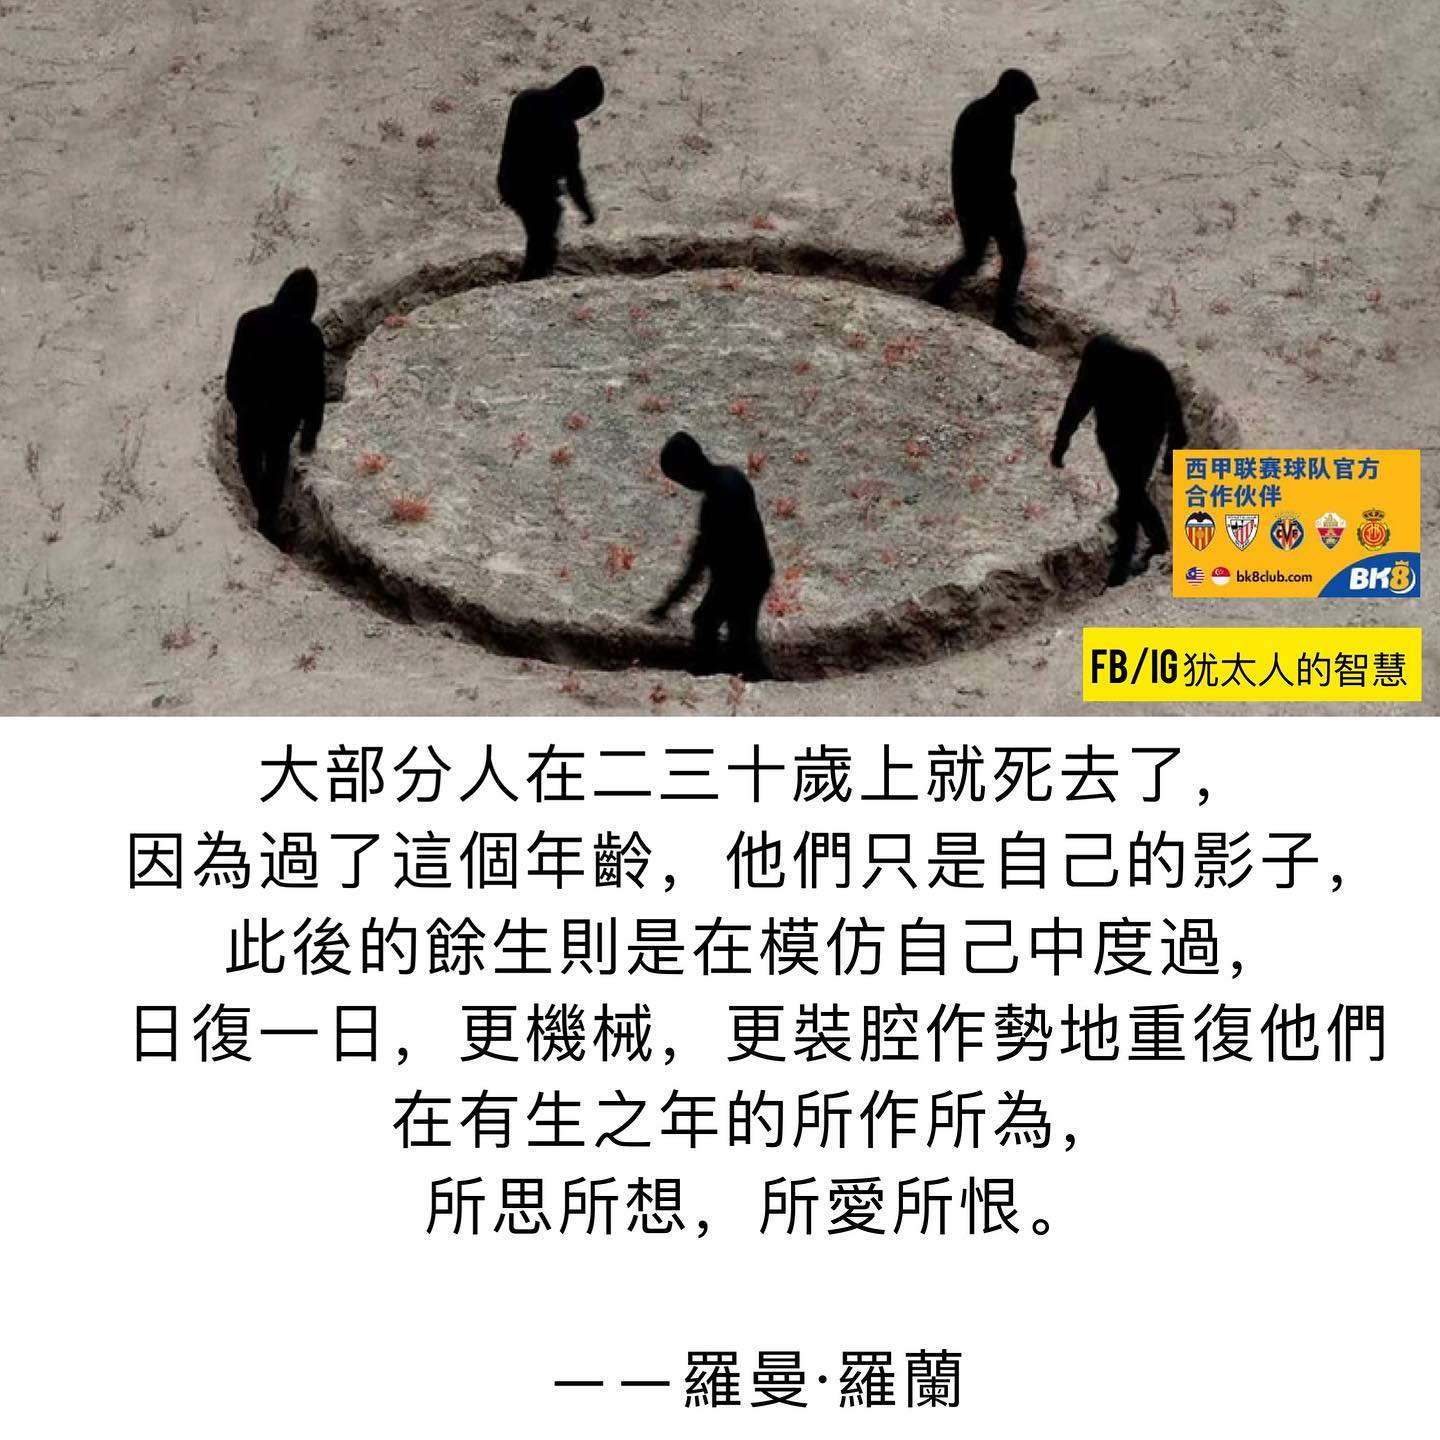 西甲联赛球队官方
合作伙伴
bk8club.com
BK8
FB/IG犹太人的智慧
大部分人在二三十歲上就死去了，
因為過了這個年齡，他們只是自己的影子，
此後的餘生則是在模仿自己中度過，
日復一日，更機械，更裝腔作勢地重復他們
在有生之年的所作所為，
所思所想，所愛所恨。
——羅曼·羅蘭